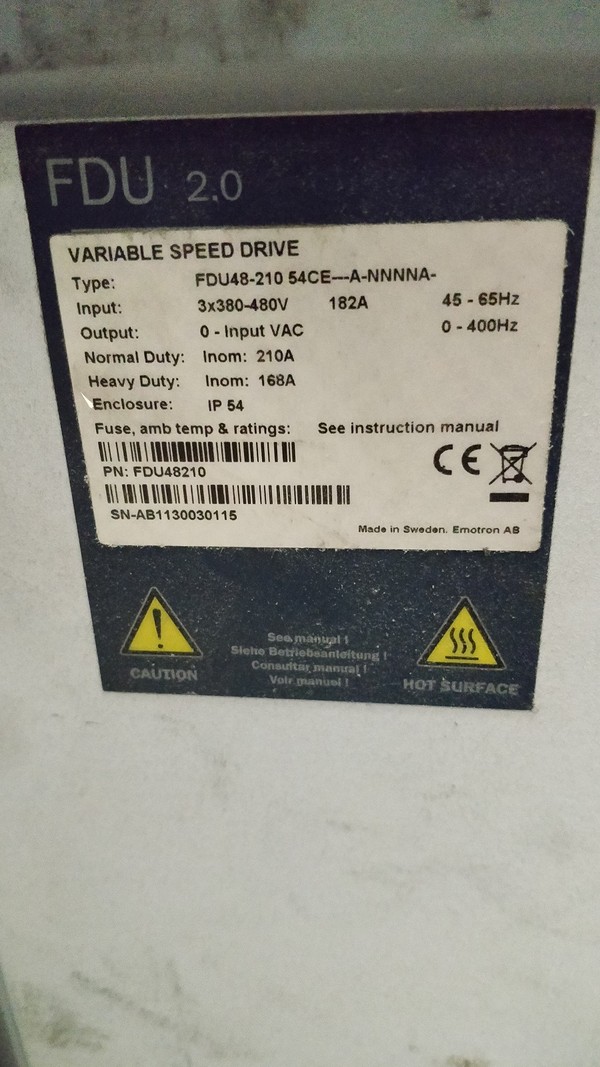 FDU 2.0
VARIABLE SPEED DRIVE
Type: FDU48-210 54CE---A-NNNNA-
Input: 3x380-480V 182A 45 - 65Hz
Output: 0 - Input VAC 0 - 400Hz
Normal Duty: Inom: 210A
Heavy Duty: Inom: 168A
Enclosure: IP 54
Fuse, amb temp & ratings: See instruction manual
CE
PN: FDU48210
SN-AB1130030115
Made in Sweden. Emotron AB
See manual !
Siehe Betriebeanleitung !
Consultar manual !
Voir manuel !
CAUTION
HOT SURFACE